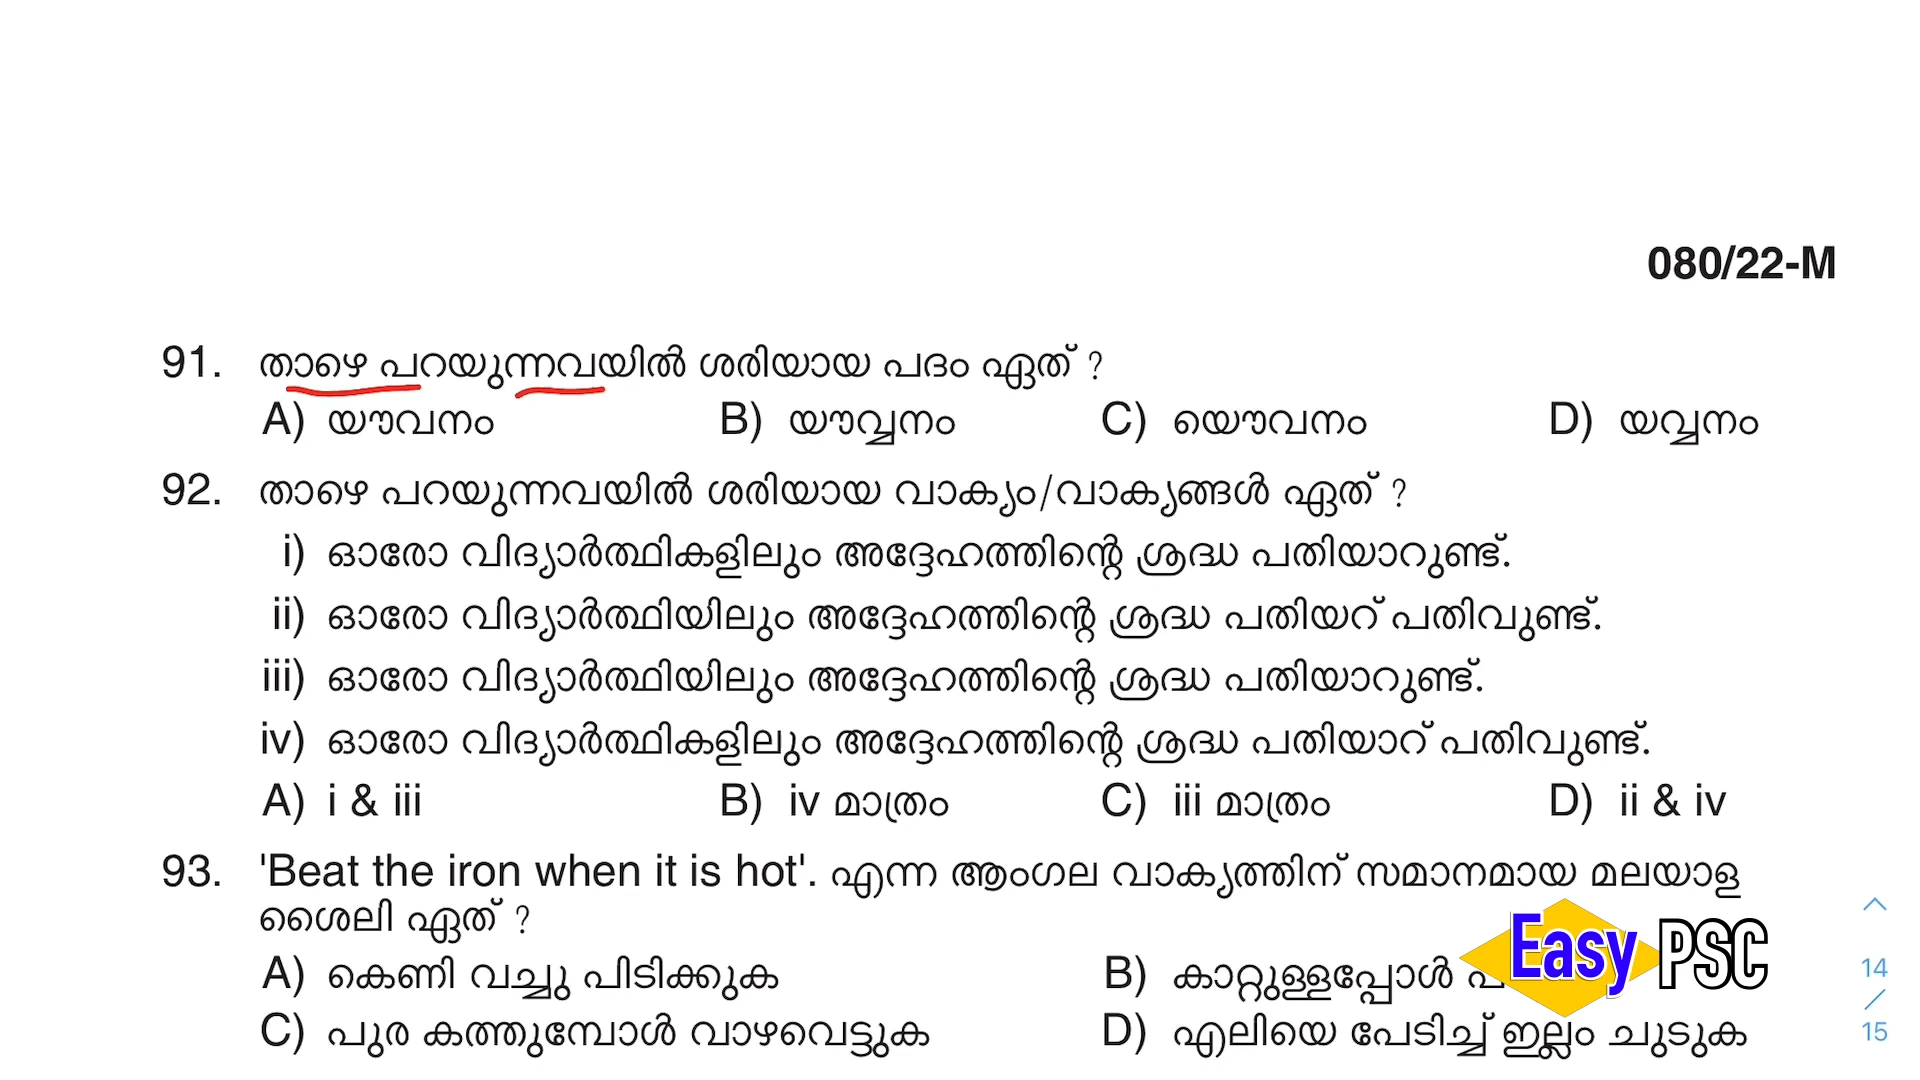 080/22-M
91. താഴെ പറയുന്നവയിൽ ശരിയായ പദം ഏത് ?
A) യൗവനം B) യൗവ്വനം C) യൌവനം D) യവ്വനം
92. താഴെ പറയുന്നവയിൽ ശരിയായ വാക്യം/വാക്യങ്ങൾ ഏത് ?
i) ഓരോ വിദ്യാർത്ഥികളിലും അദ്ദേഹത്തിന്റെ ശ്രദ്ധ പതിയാറുണ്ട്.
ii) ഓരോ വിദ്യാർത്ഥിയിലും അദ്ദേഹത്തിന്റെ ശ്രദ്ധ പതിയറ് പതിവുണ്ട്.
iii) ഓരോ വിദ്യാർത്ഥിയിലും അദ്ദേഹത്തിന്റെ ശ്രദ്ധ പതിയാറുണ്ട്.
iv) ഓരോ വിദ്യാർത്ഥികളിലും അദ്ദേഹത്തിന്റെ ശ്രദ്ധ പതിയാറ് പതിവുണ്ട്.
A) i & iii B) iv മാത്രം C) iii മാത്രം D) ii & iv
93. 'Beat the iron when it is hot'. എന്ന ആംഗല വാക്യത്തിന് സമാനമായ മലയാള
ശൈലി ഏത് ?
A) കെണി വച്ചു പിടിക്കുക B) കാറ്റുള്ളപ്പോൾ
C) പുര കത്തുമ്പോൾ വാഴവെട്ടുക D) എലിയെ പേടിച്ച് ഇല്ലം ചുടുക
Easy PSC
14
/
15